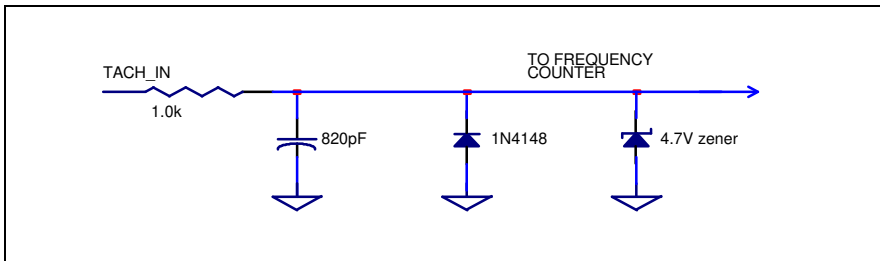 TO FREQUENCY
COUNTER
TACH_IN
1.0k
820pF
1N4148
4.7V zener